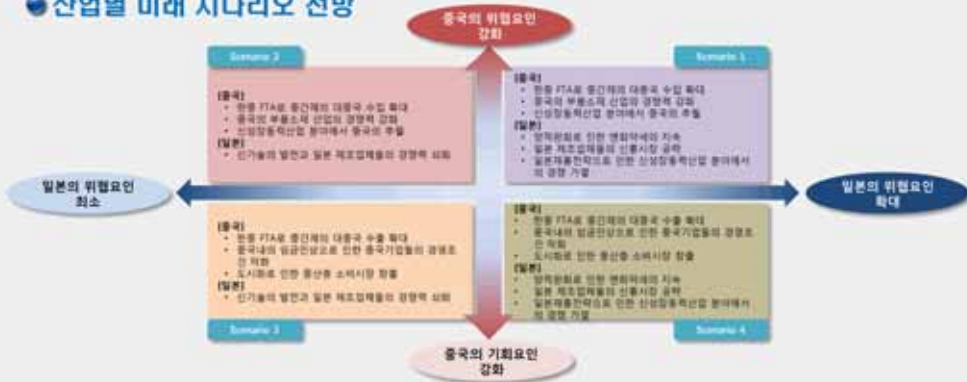 산업별 미래 시나리오 전망
중국의 위협요인
강화
Scenario 2
[중국]
• 한중 FTA로 중간재의 대중국 수입 확대
• 중국의 부품소재 산업의 경쟁력 강화
• 신성장동력산업 분야에서 중국의 추월
[일본]
• 신기술의 발전과 일본 제조업체들의 경쟁력 쇠퇴
Scenario 1
[중국]
• 한중 FTA로 중간재의 대중국 수입 확대
• 중국의 부품소재 산업의 경쟁력 강화
• 신성장동력산업 분야에서 중국의 추월
[일본]
• 양적완화로 인한 엔화약세의 지속
• 일본 제조업체들의 신흥시장 공략
• 일본재흥전략으로 인한 신성장동력산업 분야에서
의 경쟁 가열
일본의 위협요인
최소
일본의 위협요인
확대
[중국]
• 한중 FTA로 중간재의 대중국 수출 확대
• 중국내의 임금인상으로 인한 중국기업들의 경영조
건 악화
• 도시화로 인한 중산층 소비시장 창출
[일본]
• 신기술의 발전과 일본 제조업체들의 경쟁력 쇠퇴
Scenario 3
[중국]
• 한중 FTA로 중간재의 대중국 수출 확대
• 중국내의 임금인상으로 인한 중국기업들의 경영조
건 악화
• 도시화로 인한 중산층 소비시장 창출
[일본]
• 양적완화로 인한 엔화약세의 지속
• 일본 제조업체들의 신흥시장 공략
• 일본재흥전략으로 인한 신성장동력산업 분야에서
의 경쟁 가열
Scenario 4
중국의 기회요인
강화